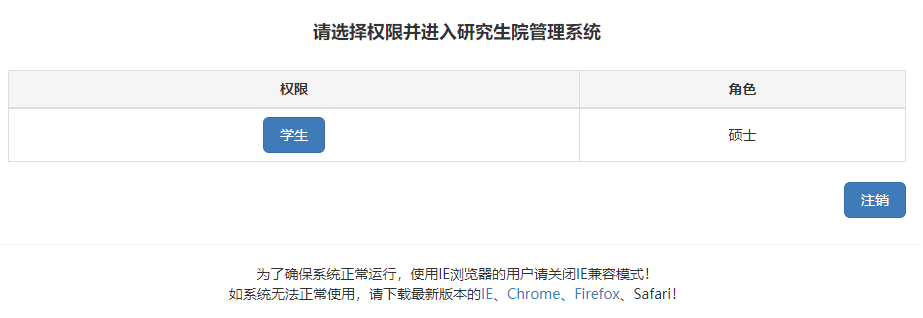 请选择权限并进入研究生院管理系统
权限 角色
学生 硕士
注销
为了确保系统正常运行，使用IE浏览器的用户请关闭IE兼容模式！
如系统无法正常使用，请下载最新版本的IE、Chrome、Firefox、Safari！